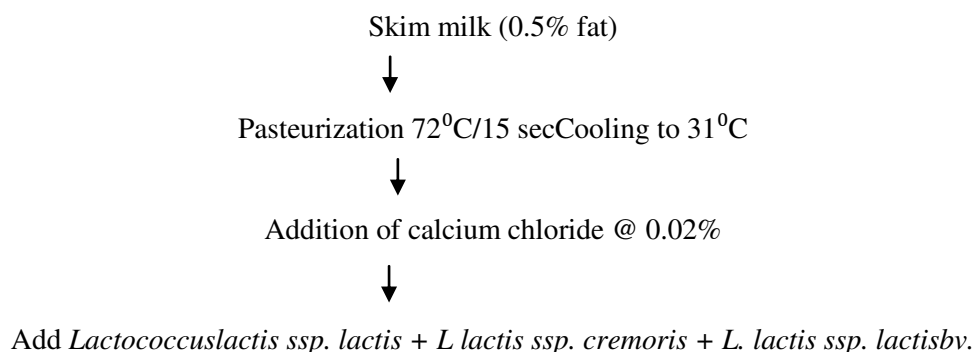 Skim milk (0.5% fat)
Pasteurization 72⁰C/15 secCooling to 31⁰C
Addition of calcium chloride @ 0.02%
Add Lactococcuslactis ssp. lactis + L lactis ssp. cremoris + L. lactis ssp. lactisbv.